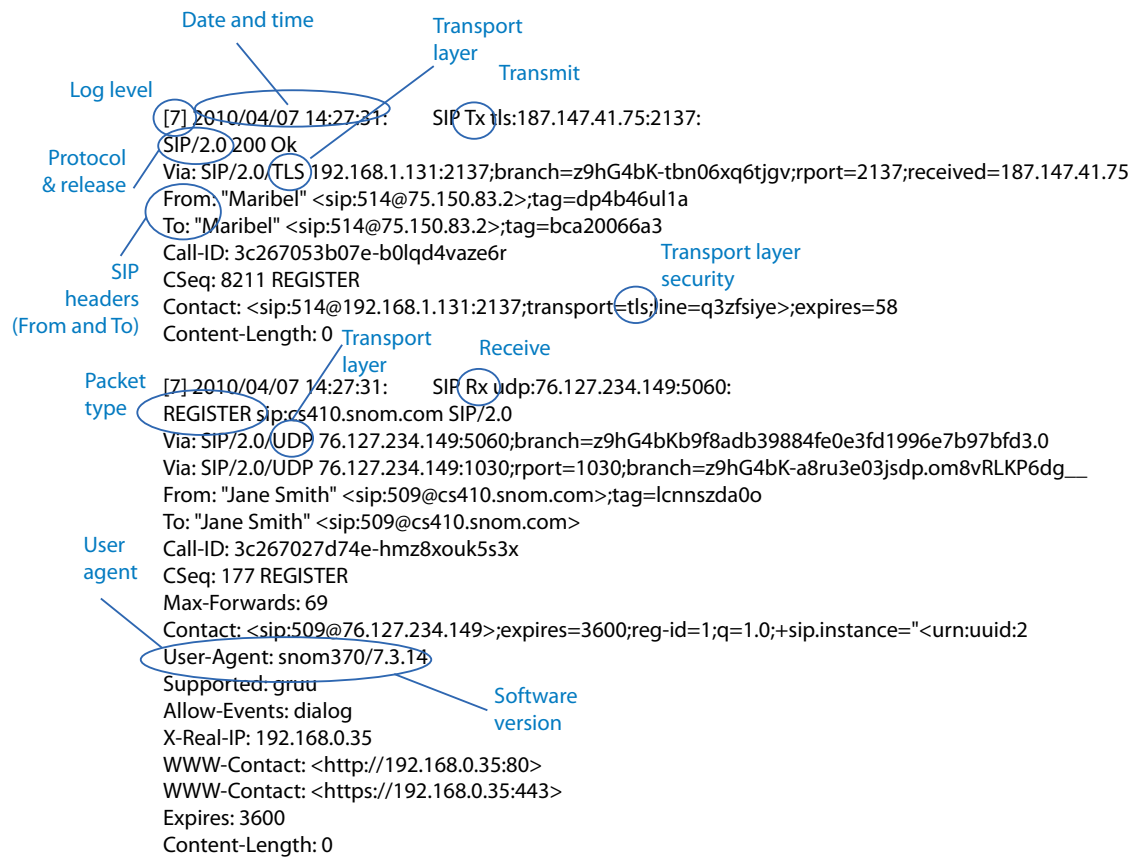 Date and time
Transport
layer
Transmit
Log level
[7] 2010/04/07 14:27:31: SIP Tx tls:187.147.41.75:2137:
SIP/2.0 200 Ok
Protocol
& release
Via: SIP/2.0/TLS 192.168.1.131:2137;branch=z9hG4bK-tbn06xq6tjgv;rport=2137;received=187.147.41.75
From: "Maribel" <sip:514@75.150.83.2>;tag=dp4b46ul1a
To: "Maribel" <sip:514@75.150.83.2>;tag=bca20066a3
Call-ID: 3c267053b07e-b0lqd4vaze6r
Transport layer
security
SIP
headers
(From and To)
CSeq: 8211 REGISTER
Contact: <sip:514@192.168.1.131:2137;transport=tls;line=q3zfsiye>;expires=58
Content-Length: 0
Transport
layer
Receive
Packet
type
[7] 2010/04/07 14:27:31: SIP Rx udp:76.127.234.149:5060:
REGISTER sip:cs410.snom.com SIP/2.0
Via: SIP/2.0/UDP 76.127.234.149:5060;branch=z9hG4bKb9f8adb39884fe0e3fd1996e7b97bfd3.0
Via: SIP/2.0/UDP 76.127.234.149:1030;rport=1030;branch=z9hG4bK-a8ru3e03jsdp.om8vRLKP6dg__
From: "Jane Smith" <sip:509@cs410.snom.com>;tag=lcnnszda0o
To: "Jane Smith" <sip:509@cs410.snom.com>
User
agent
Call-ID: 3c267027d74e-hmz8xouk5s3x
CSeq: 177 REGISTER
Max-Forwards: 69
Contact: <sip:509@76.127.234.149>;expires=3600;reg-id=1;q=1.0;+sip.instance="<urn:uuid:2
User-Agent: snom370/7.3.14
Supported: gruu
Software
version
Allow-Events: dialog
X-Real-IP: 192.168.0.35
WWW-Contact: <http://192.168.0.35:80>
WWW-Contact: <https://192.168.0.35:443>
Expires: 3600
Content-Length: 0